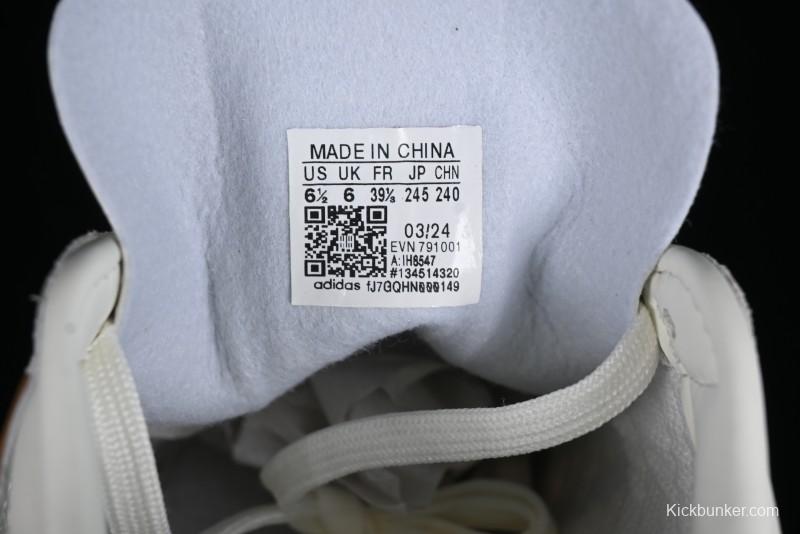 MADE IN CHINA
US UK FR JP CHN
6½ 6 39⅓ 245 240
03/24
EVN 791001
A:IH8547
#134514320
adidas
Kickbunker.com